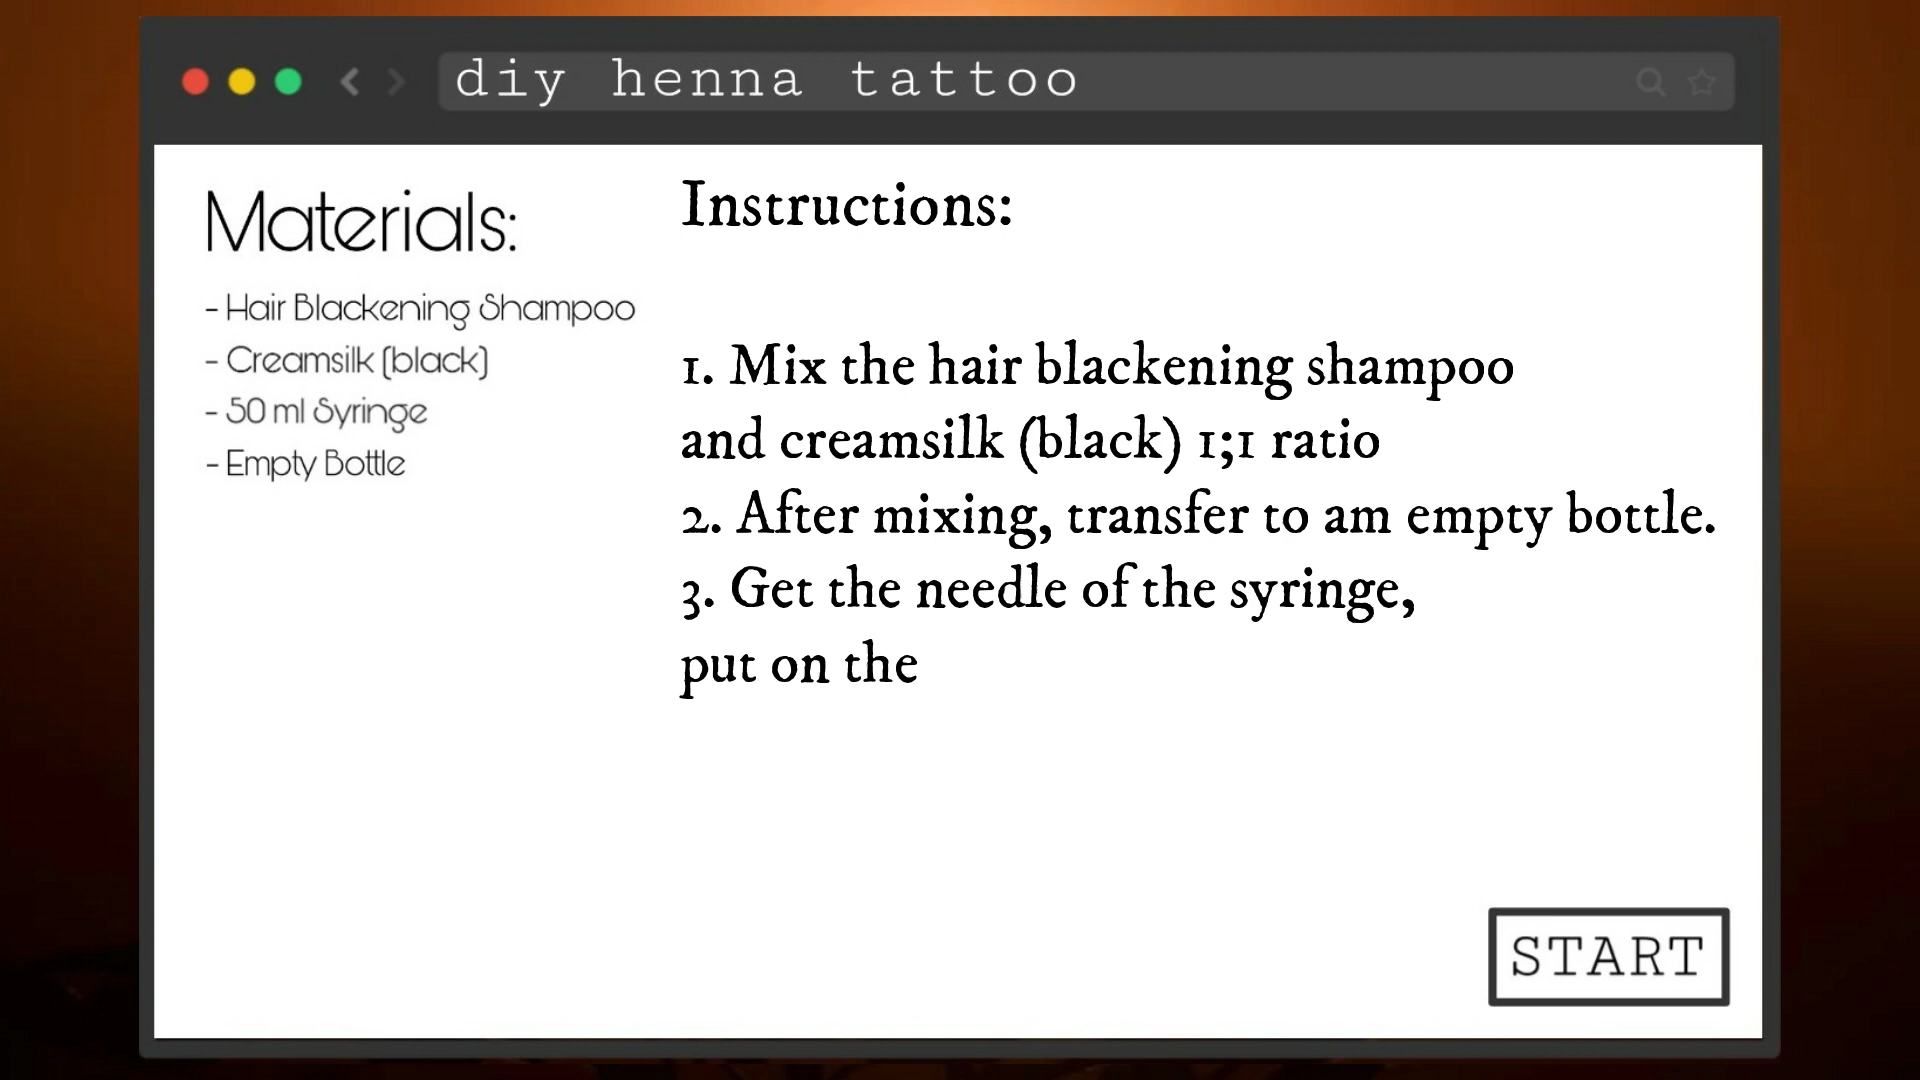 diy henna tattoo
Materials:
- Hair Blackening Shampoo
- Creamsilk (black)
- 50 ml Syringe
- Empty Bottle
Instructions:
1. Mix the hair blackening shampoo
and creamsilk (black) 1;1 ratio
2. After mixing, transfer to am empty bottle.
3. Get the needle of the syringe,
put on the
START